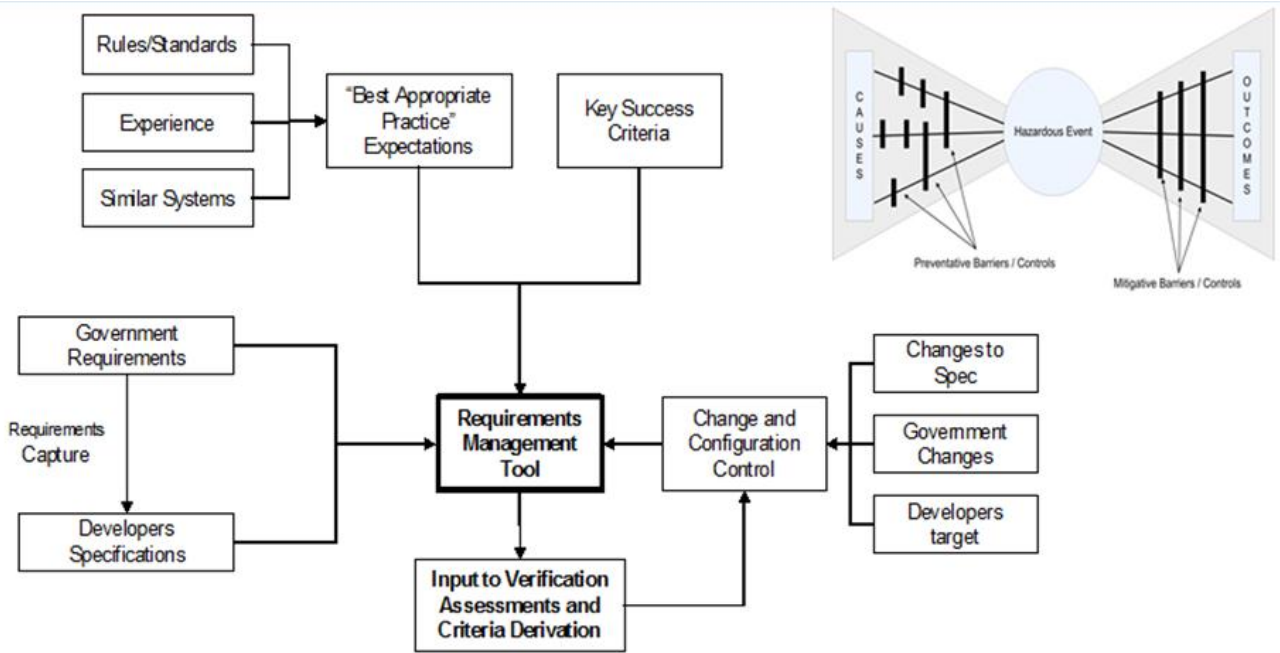 Rules/Standards
Experience
Similar Systems
“Best Appropriate
Practice”
Expectations
Key Success
Criteria
C
A
U
S
E
S
Hazardous Event
O
U
T
C
O
M
E
S
Preventative Barriers / Controls
Mitigative Barriers / Controls
Government
Requirements
Requirements
Capture
Developers
Specifications
Requirements
Management
Tool
Change and
Configuration
Control
Changes to
Spec
Government
Changes
Developers
target
Input to Verification
Assessments and
Criteria Derivation